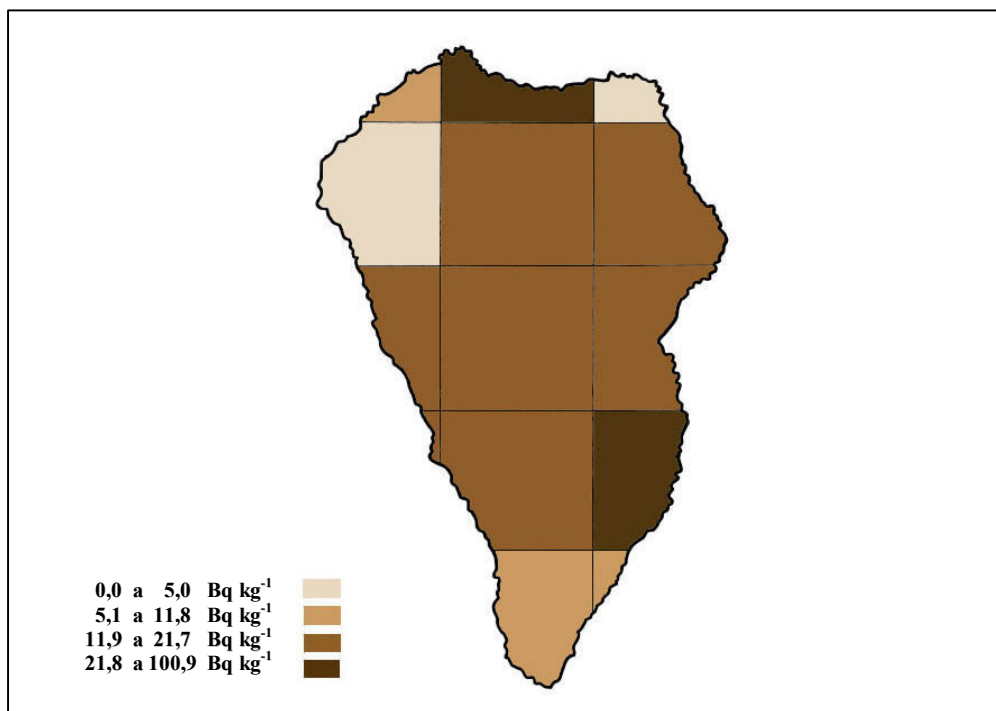 0,0 a 5,0 Bq kg⁻¹
5,1 a 11,8 Bq kg⁻¹
11,9 a 21,7 Bq kg⁻¹
21,8 a 100,9 Bq kg⁻¹